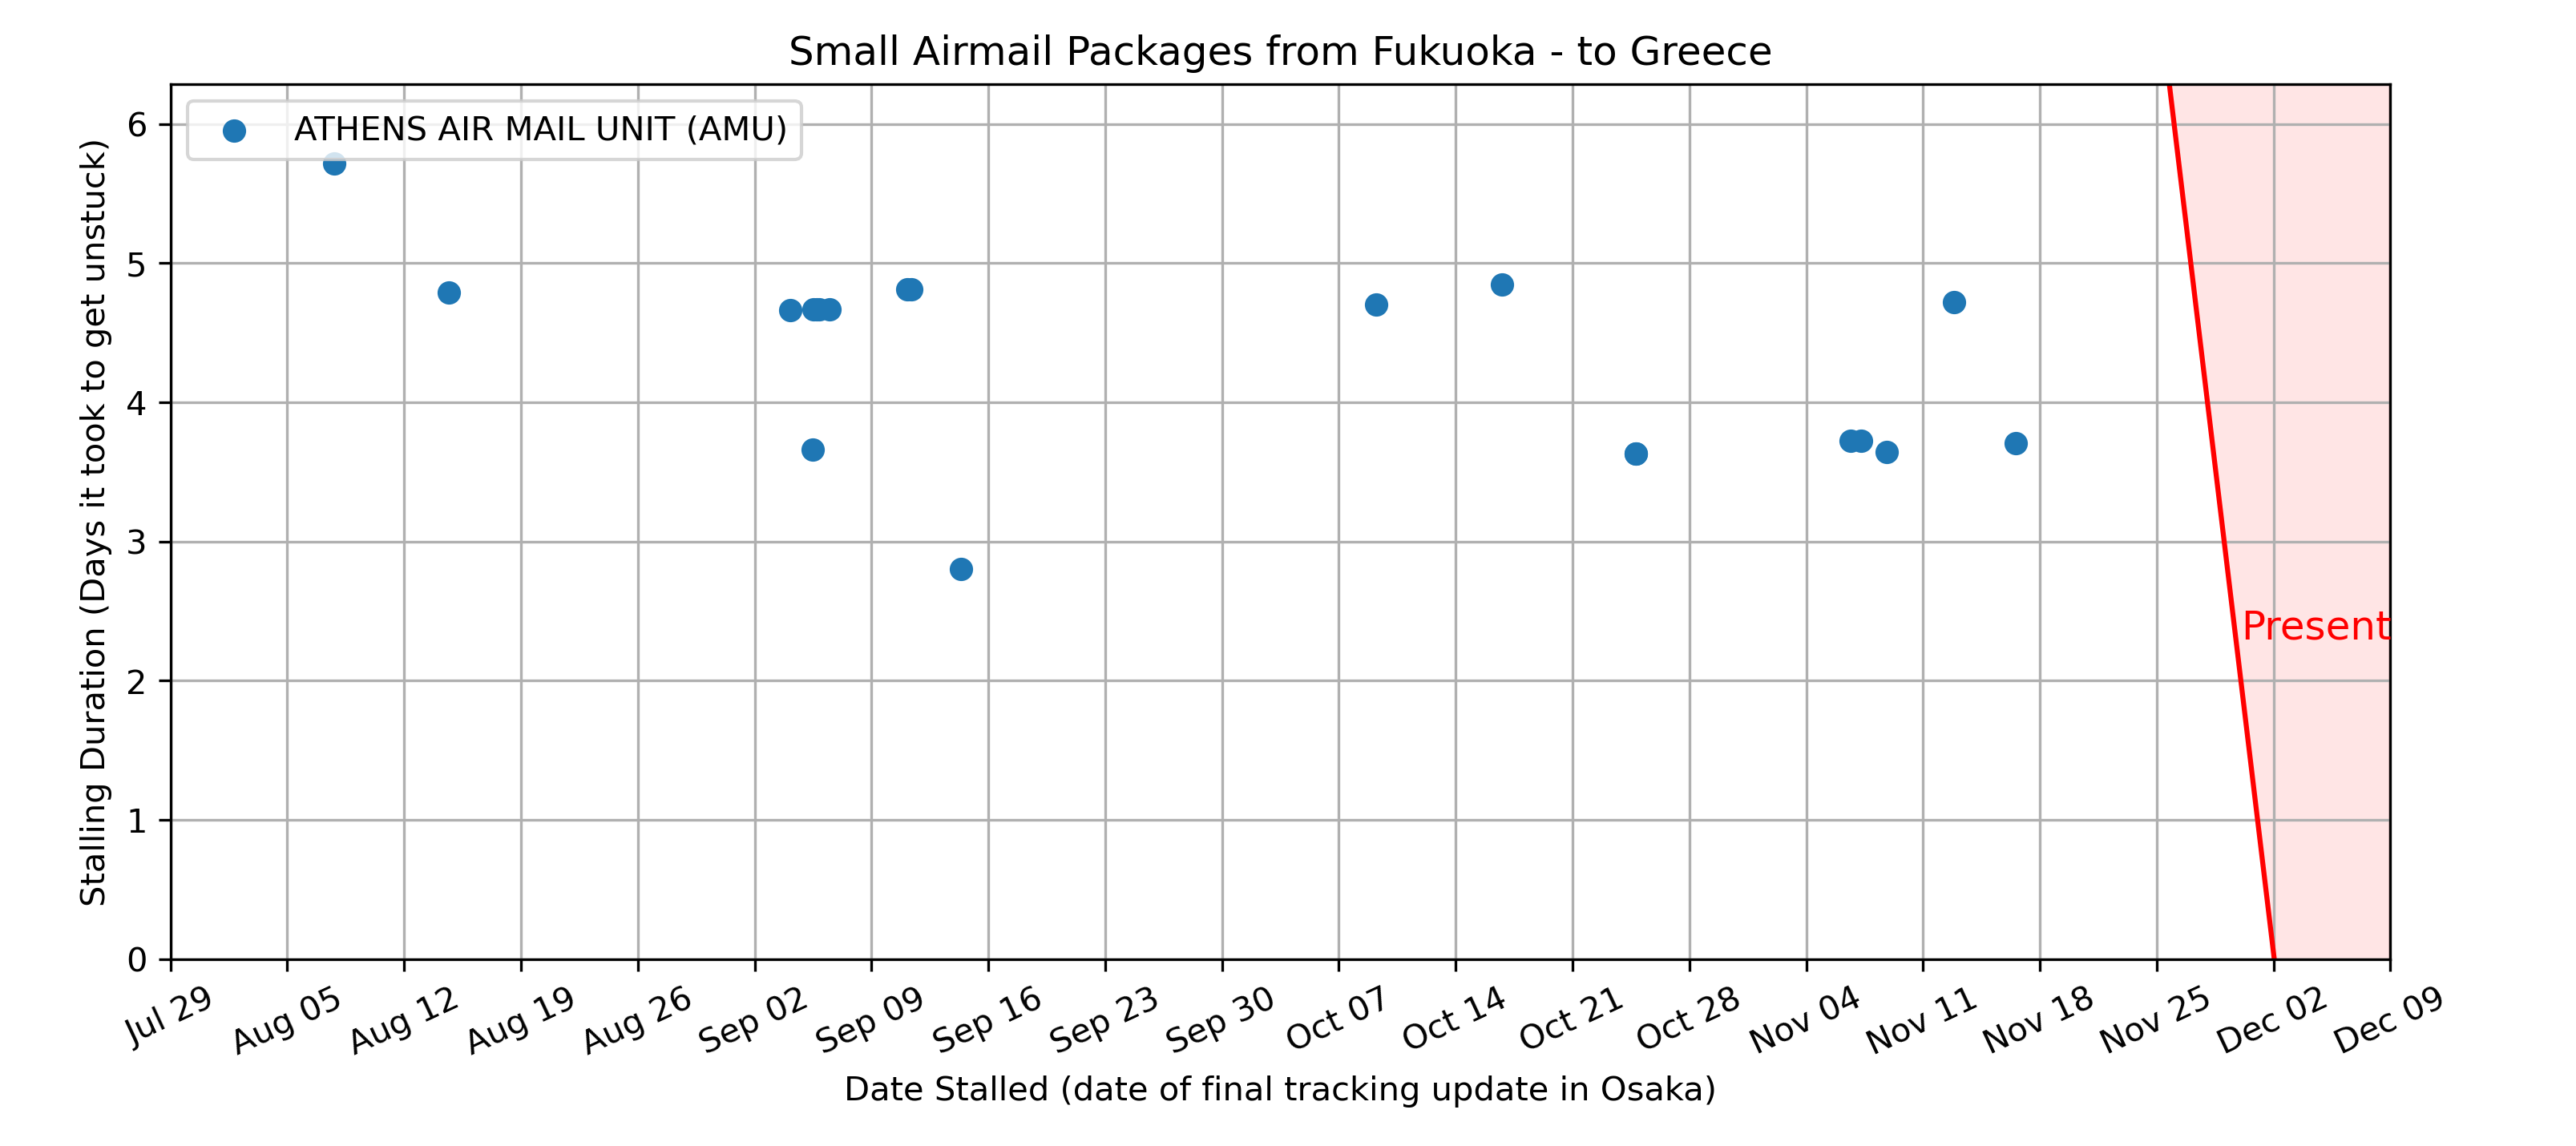 Small Airmail Packages from Fukuoka - to Greece
ATHENS AIR MAIL UNIT (AMU)
Stalling Duration (Days it took to get unstuck)
6
5
4
3
2
1
0
Present
Jul 29
Aug 05
Aug 12
Aug 19
Aug 26
Sep 02
Sep 09
Sep 16
Sep 23
Sep 30
Oct 07
Oct 14
Oct 21
Oct 28
Nov 04
Nov 11
Nov 18
Nov 25
Dec 02
Dec 09
Date Stalled (date of final tracking update in Osaka)